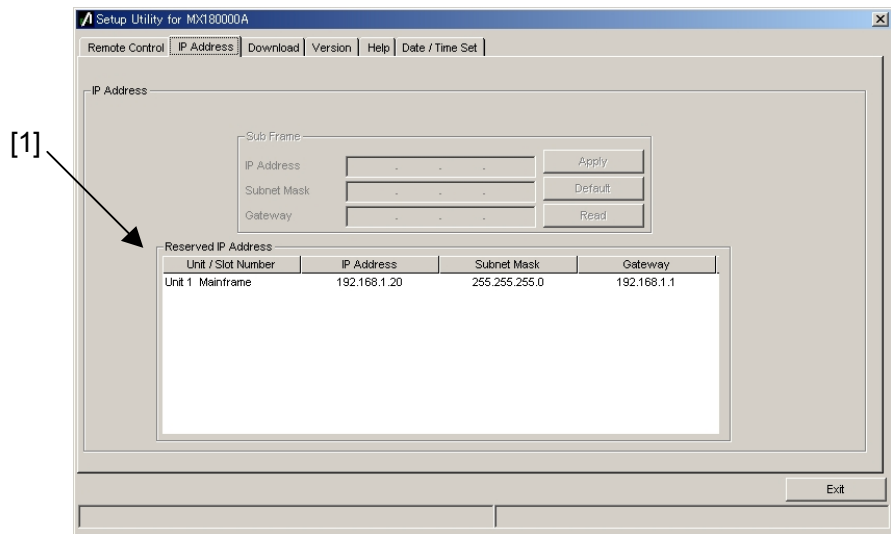 Setup Utility for MX180000A
Remote Control IP Address Download Version Help Date / Time Set
IP Address
[1]
Sub Frame
IP Address . . . Apply
Subnet Mask . . . Default
Gateway . . . Read
Reserved IP Address
Unit / Slot Number IP Address Subnet Mask Gateway
Unit 1 Mainframe 192.168.1.20 255.255.255.0 192.168.1.1
Exit